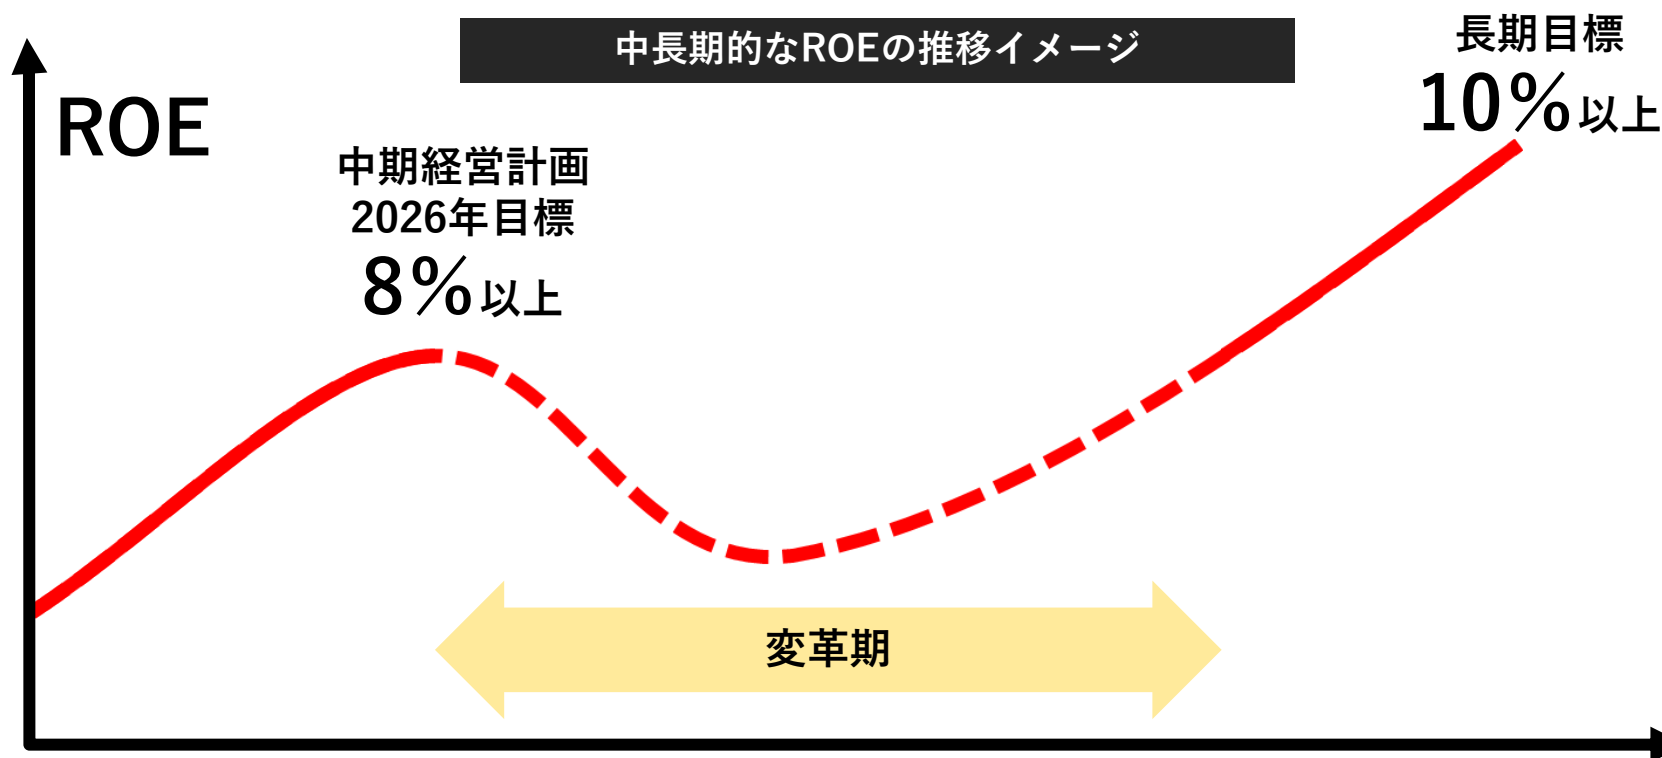 中長期的なROEの推移イメージ
ROE
中期経営計画
2026年目標
8%以上
長期目標
10%以上
変革期